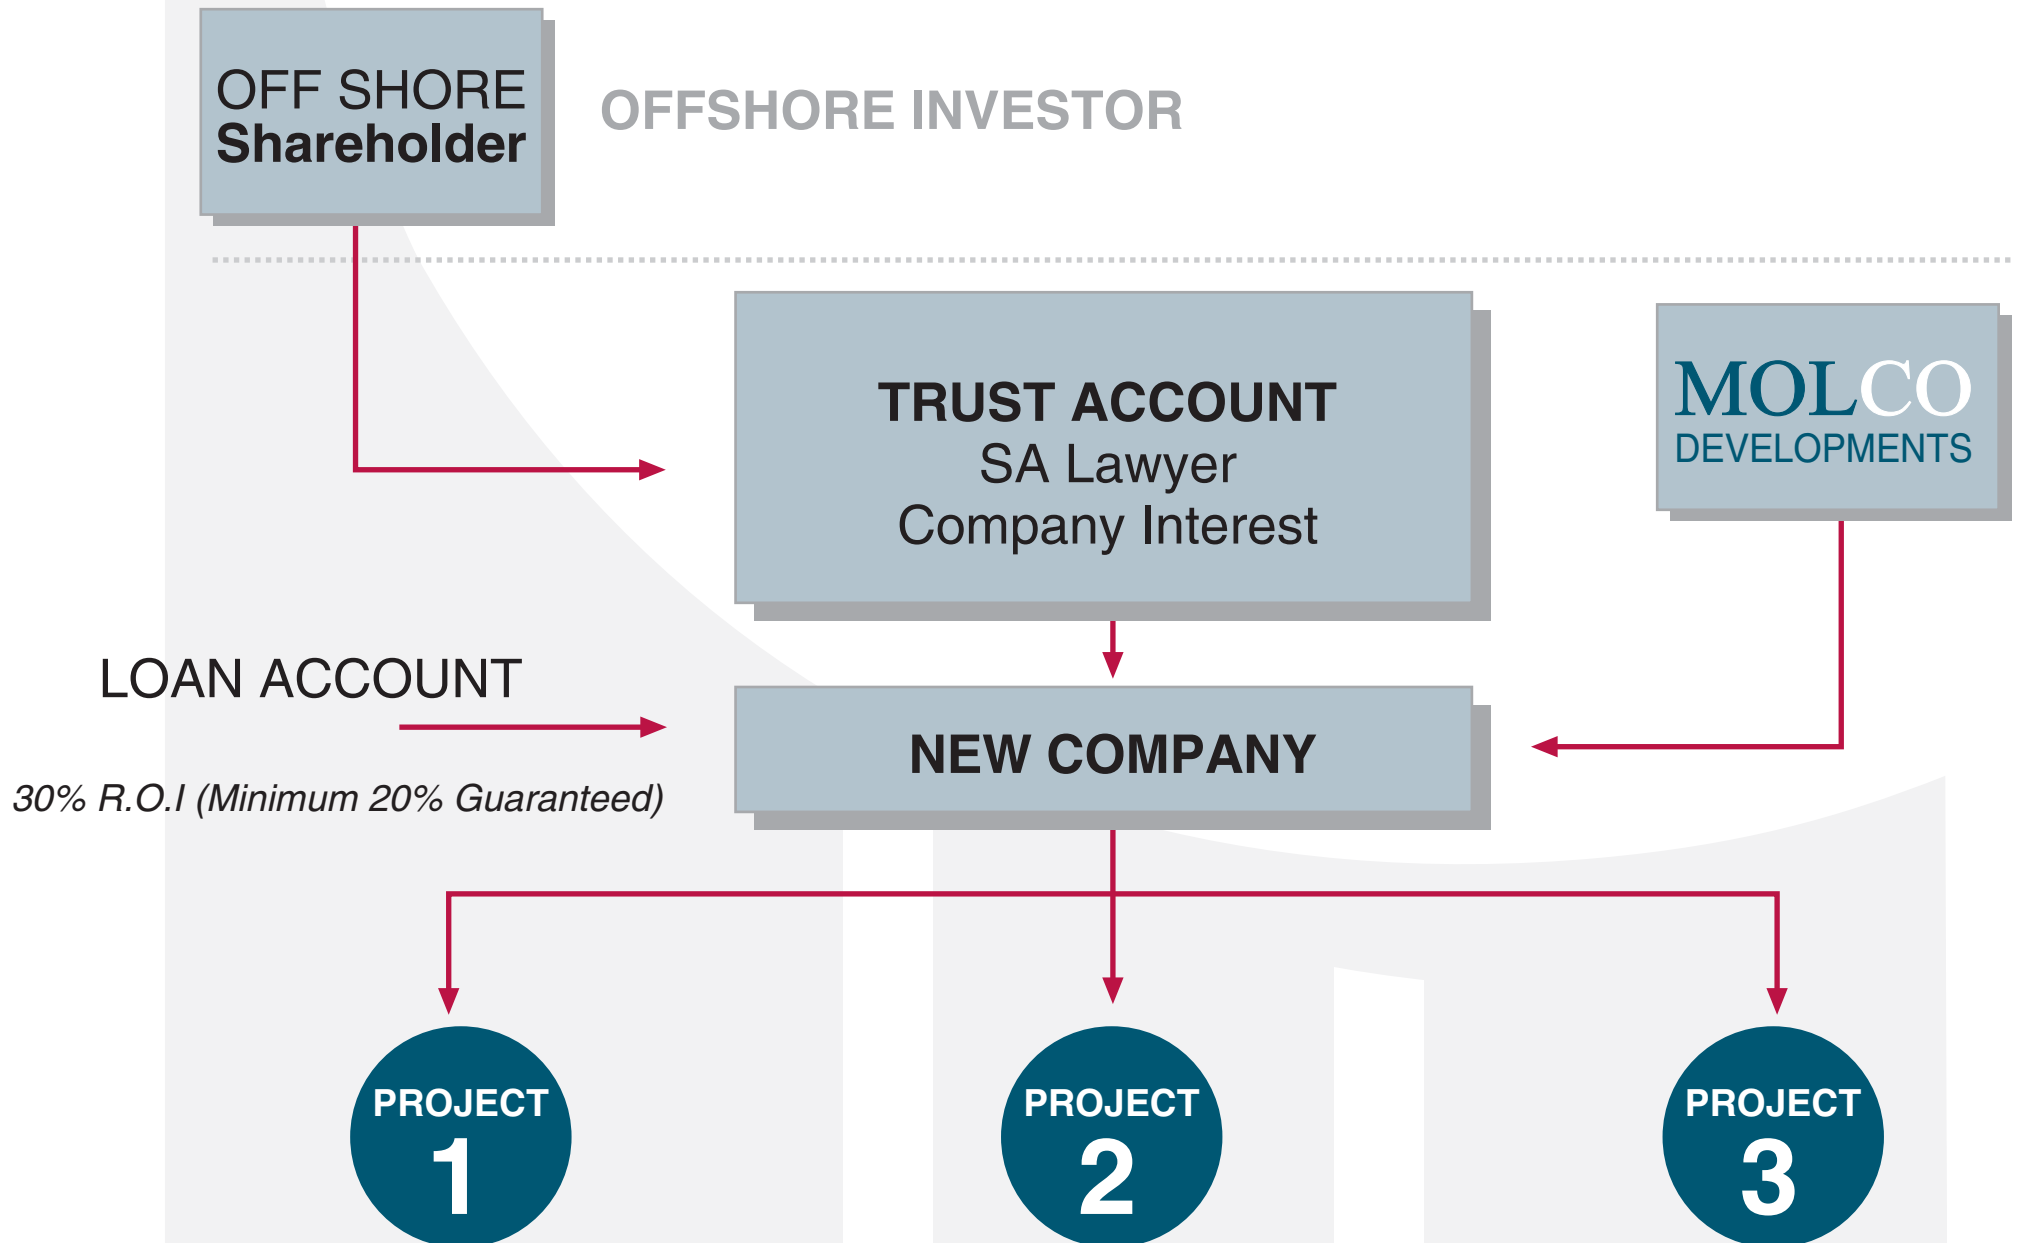 OFF SHORE
Shareholder
OFFSHORE INVESTOR
TRUST ACCOUNT
SA Lawyer
Company Interest
MOLCO
DEVELOPMENTS
LOAN ACCOUNT
NEW COMPANY
30% R.O.I (Minimum 20% Guaranteed)
PROJECT
1
PROJECT
2
PROJECT
3